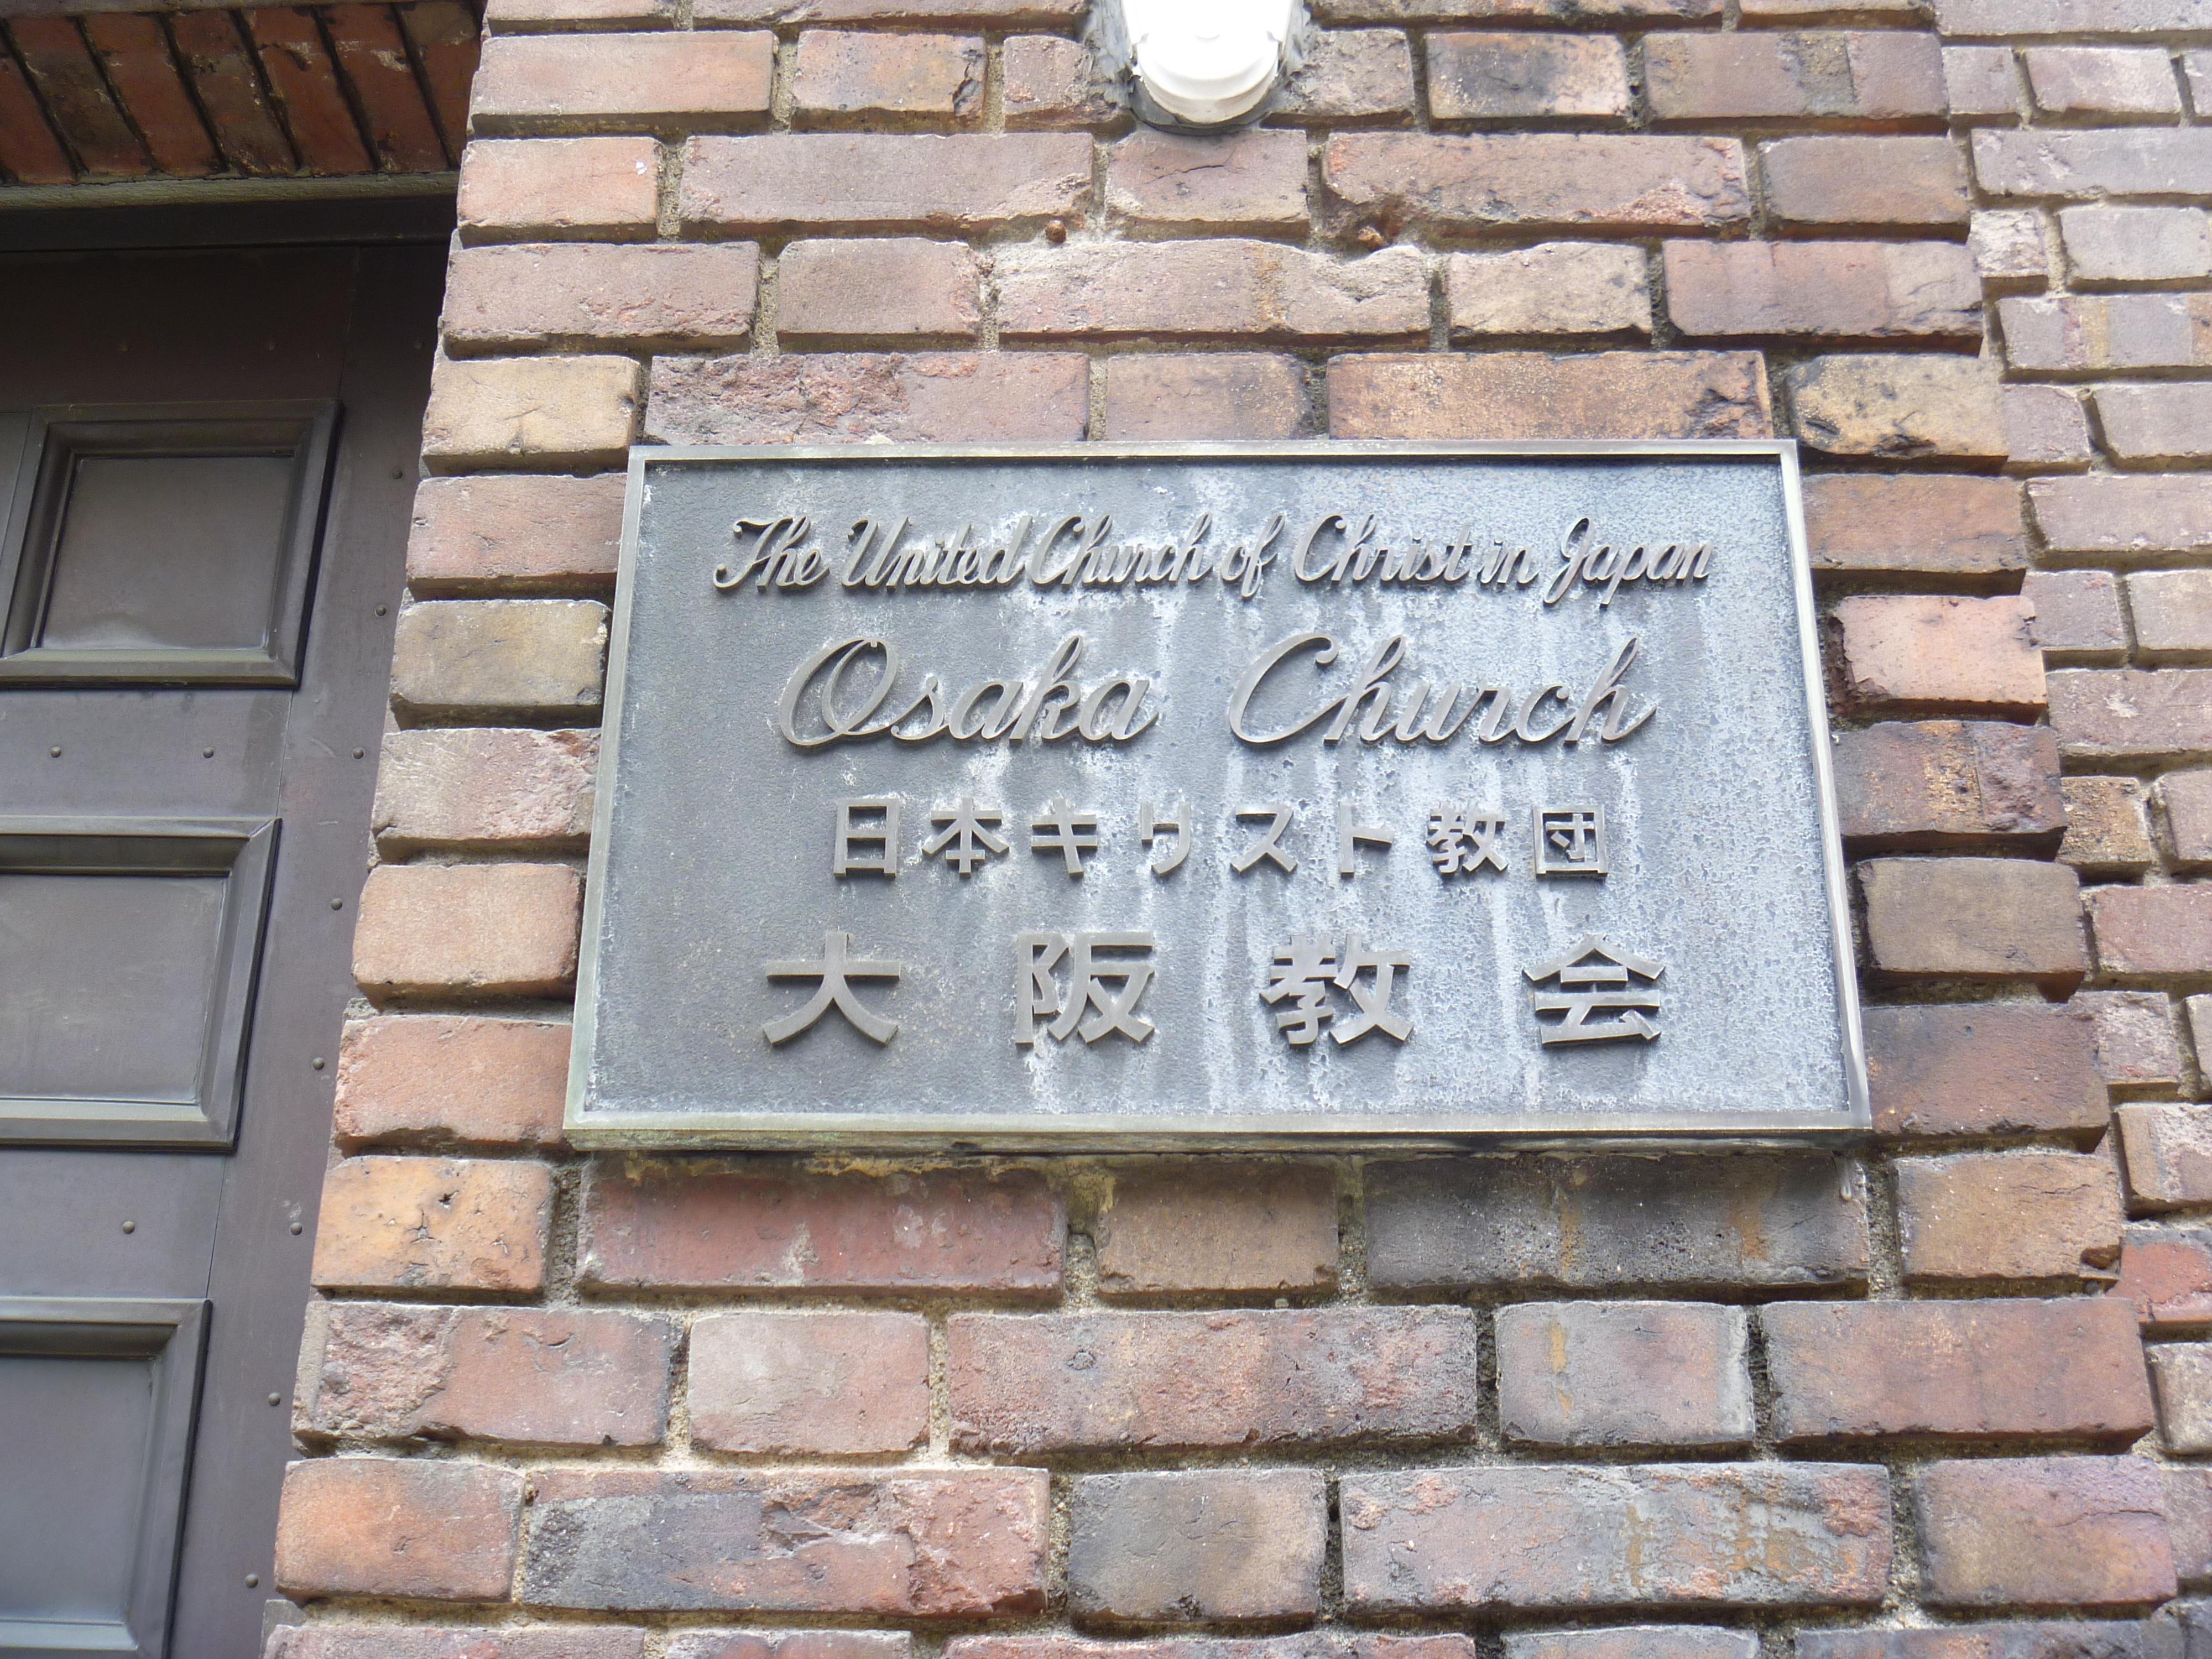 The United Church of Christ in Japan
Osaka Church
日本キリスト教団
大阪教会